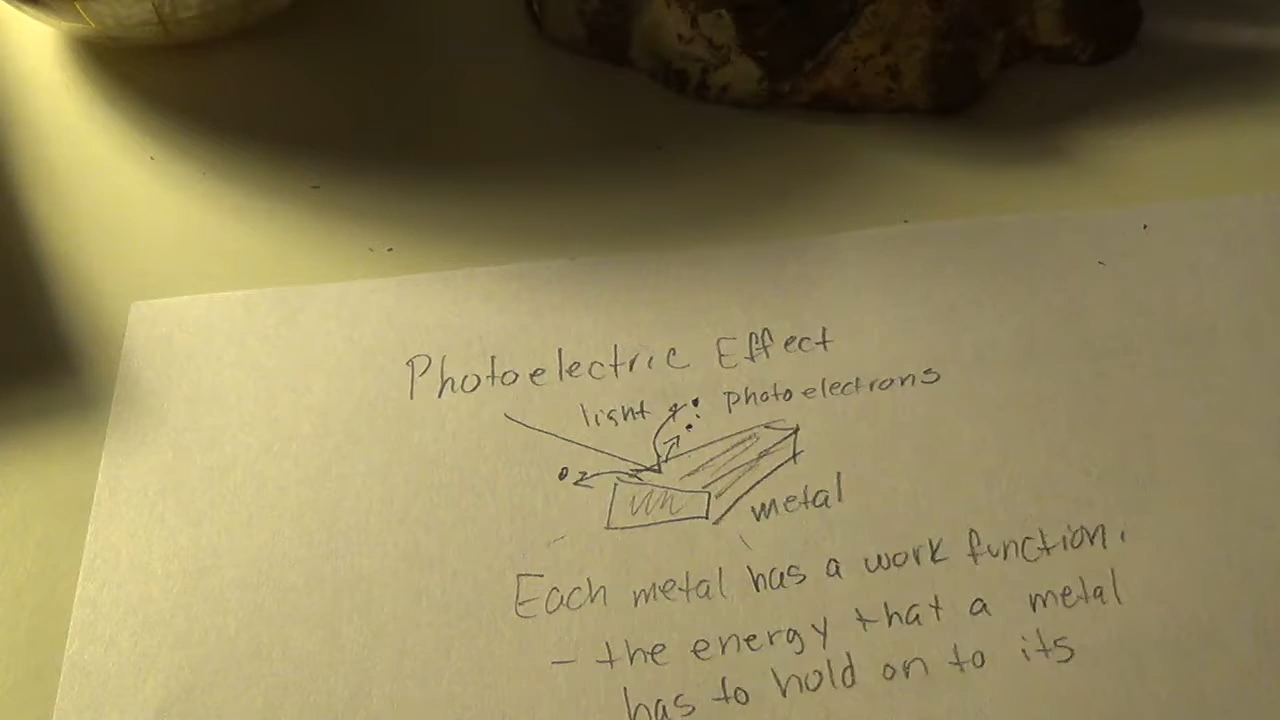 Photoelectric Effect
light photoelectrons
metal
Each metal has a work function.
- the energy that a metal
has to hold on to its